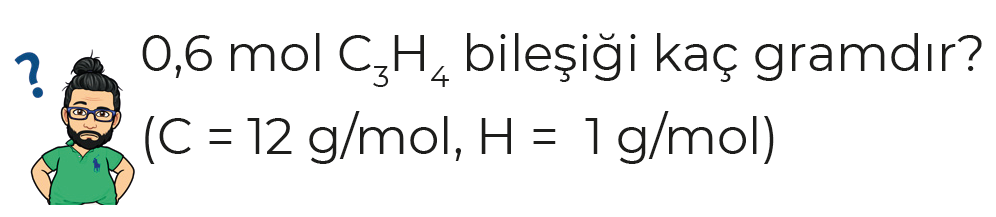 0,6 mol C₃H₄ bileşiği kaç gramdır?
(C = 12 g/mol, H = 1 g/mol)
?